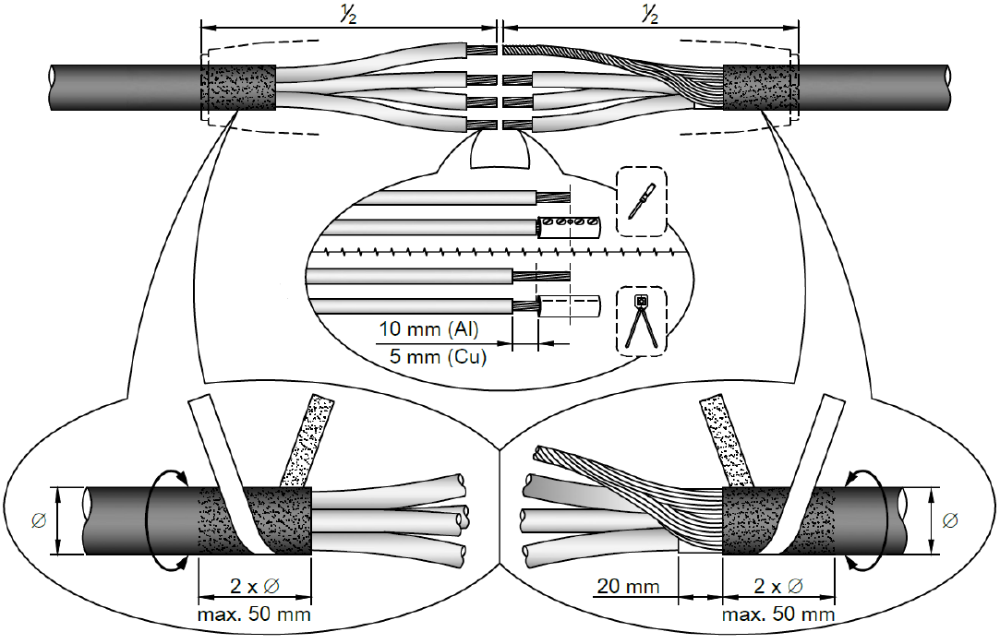 ½ ½
10 mm (Al)
5 mm (Cu)
Ø
2 x Ø
max. 50 mm
20 mm
2 x Ø
max. 50 mm
Ø